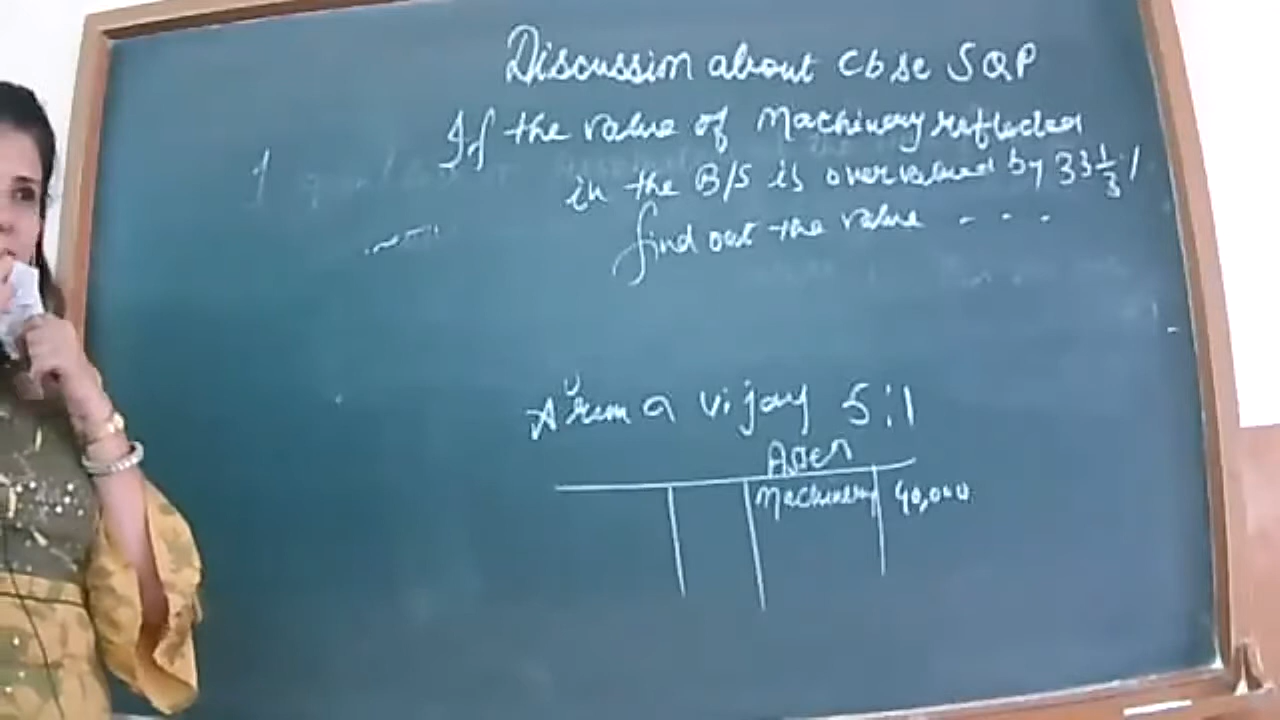 Discussion about Cbse SQP
If the value of Machinery reflected
in the B/S is overvalued by 33 1/3 %
find out the value - - -
Arun a Vijay 5:1
Assets
Machinery 40,000